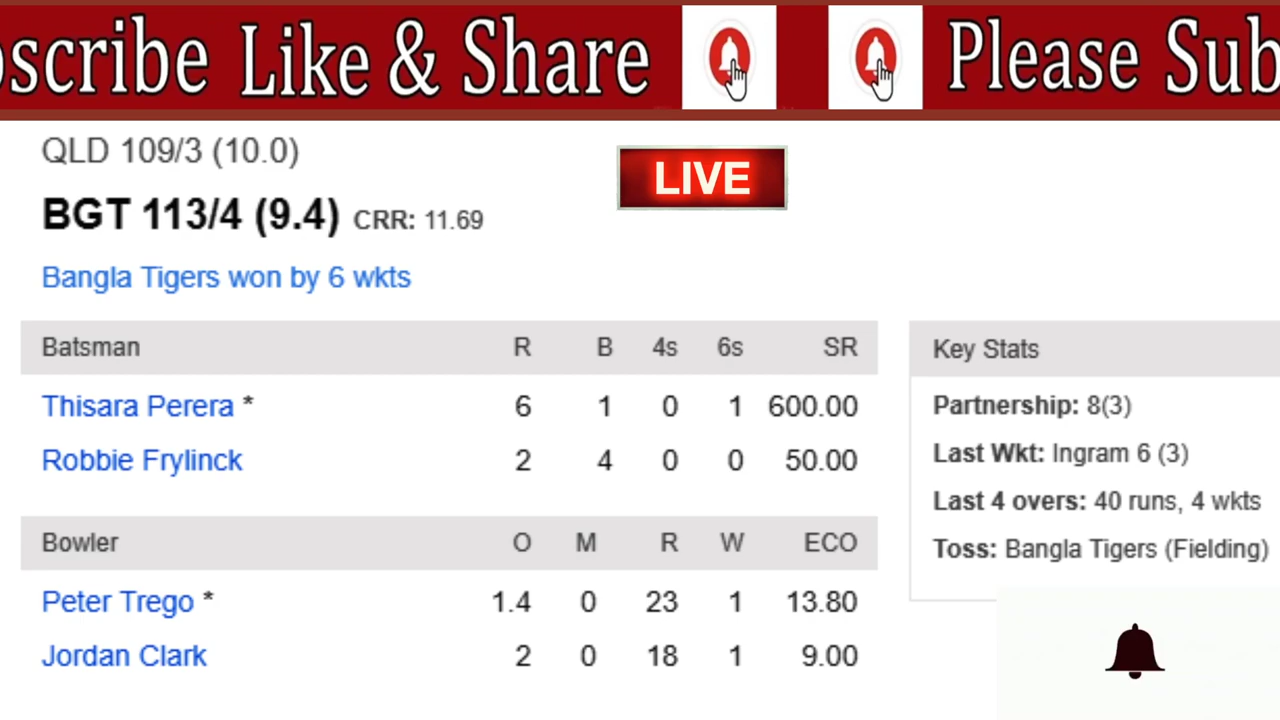 scribe Like & Share Please Sub
QLD 109/3 (10.0)
LIVE
BGT 113/4 (9.4) CRR: 11.69
Bangla Tigers won by 6 wkts
Batsman R B 4s 6s SR
Thisara Perera * 6 1 0 1 600.00
Robbie Frylinck 2 4 0 0 50.00
Bowler O M R W ECO
Peter Trego * 1.4 0 23 1 13.80
Jordan Clark 2 0 18 1 9.00
Key Stats
Partnership: 8(3)
Last Wkt: Ingram 6 (3)
Last 4 overs: 40 runs, 4 wkts
Toss: Bangla Tigers (Fielding)